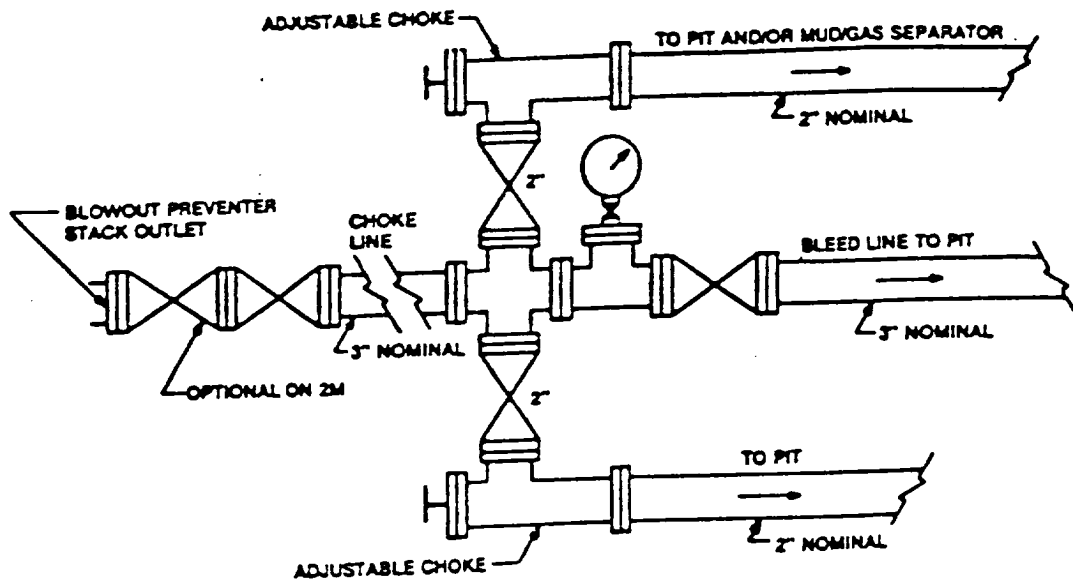 ADJUSTABLE CHOKE
TO PIT AND/OR MUD/GAS SEPARATOR
2" NOMINAL
2"
BLOWOUT PREVENTER
STACK OUTLET
CHOKE
LINE
BLEED LINE TO PIT
3" NOMINAL
3" NOMINAL
OPTIONAL ON 2M
2"
TO PIT
2" NOMINAL
ADJUSTABLE CHOKE